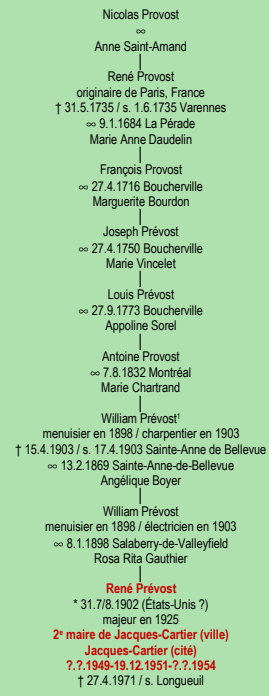 Nicolas Provost
∞
Anne Saint-Amand
René Provost
originaire de Paris, France
† 31.5.1735 / s. 1.6.1735 Varennes
∞ 9.1.1684 La Pérade
Marie Anne Daudelin
François Provost
∞ 27.4.1716 Boucherville
Marguerite Bourdon
Joseph Prévost
∞ 27.4.1750 Boucherville
Marie Vincelet
Louis Prévost
∞ 27.9.1773 Boucherville
Appoline Sorel
Antoine Provost
∞ 7.8.1832 Montréal
Marie Chartrand
William Prévost¹
menuisier en 1898 / charpentier en 1903
† 15.4.1903 / s. 17.4.1903 Sainte-Anne de Bellevue
∞ 13.2.1869 Sainte-Anne-de-Bellevue
Angélique Boyer
William Prévost
menuisier en 1898 / électricien en 1903
∞ 8.1.1898 Salaberry-de-Valleyfield
Rosa Rita Gauthier
René Prévost
* 31.7/8.1902 (États-Unis ?)
majeur en 1925
2e maire de Jacques-Cartier (ville)
Jacques-Cartier (cité)
?.?.1949-19.12.1951-?.?.1954
† 27.4.1971 / s. Longueuil